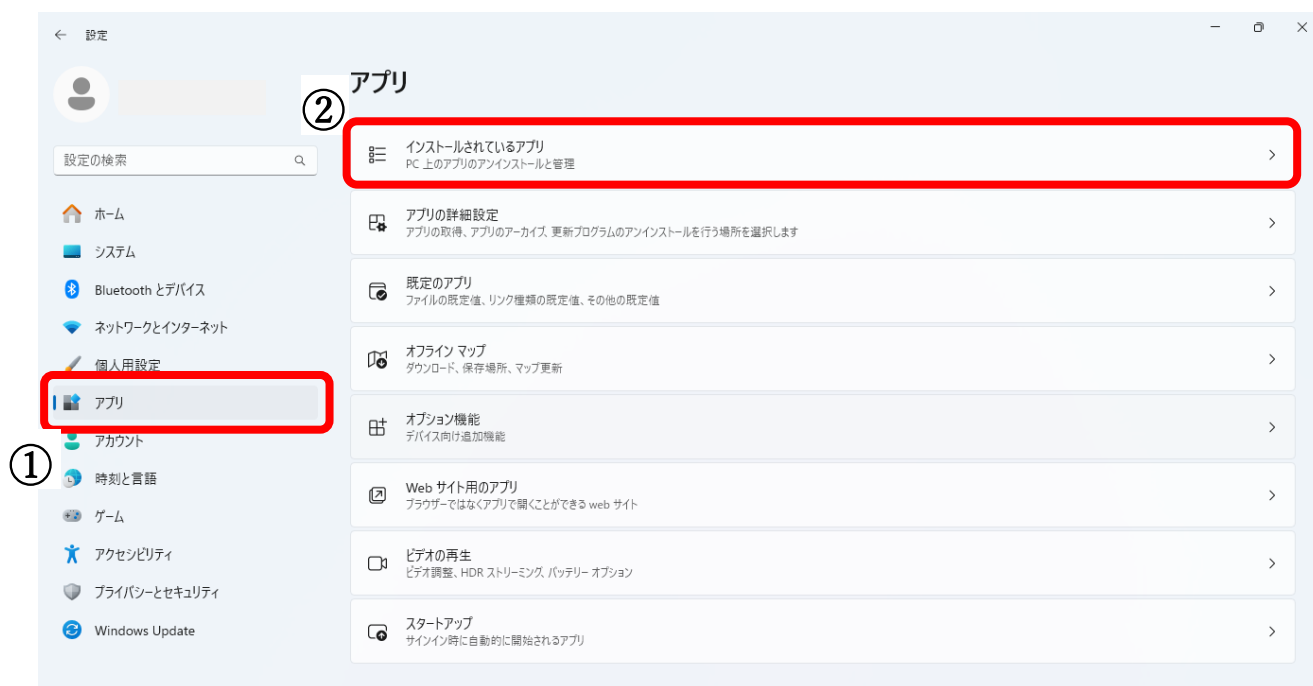 設定
アプリ
②
インストールされているアプリ
PC 上のアプリのアンインストールと管理
設定の検索
ホーム
アプリの詳細設定
アプリの取得、アプリのアーカイブ、更新プログラムのアンインストールを行う場所を選択します
システム
Bluetooth とデバイス
既定のアプリ
ファイルの既定値、リンク種類の既定値、その他の既定値
ネットワークとインターネット
個人用設定
オフライン マップ
ダウンロード、保存場所、マップ更新
アプリ
オプション機能
デバイス向け追加機能
アカウント
①
時刻と言語
Web サイト用のアプリ
ブラウザーではなくアプリで開くことができる web サイト
ゲーム
アクセシビリティ
ビデオの再生
ビデオ調整、HDR ストリーミング、バッテリー オプション
プライバシーとセキュリティ
Windows Update
スタートアップ
サインイン時に自動的に開始されるアプリ